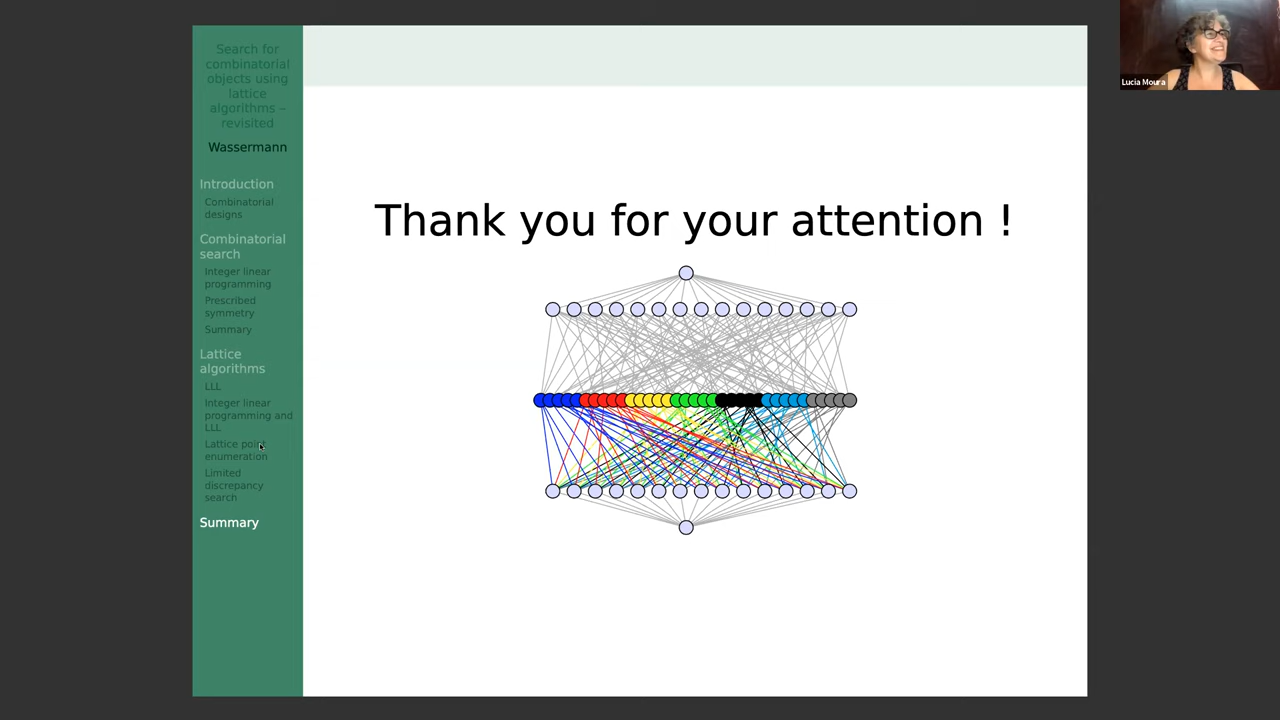 Search for
combinatorial
objects using
lattice
algorithms –
revisited
Wassermann
Introduction
Combinatorial
designs
Combinatorial
search
Integer linear
programming
Prescribed
symmetry
Summary
Lattice
algorithms
LLL
Integer linear
programming and
LLL
Lattice point
enumeration
Limited
discrepancy
search
Summary
Thank you for your attention !
Lucia Moura